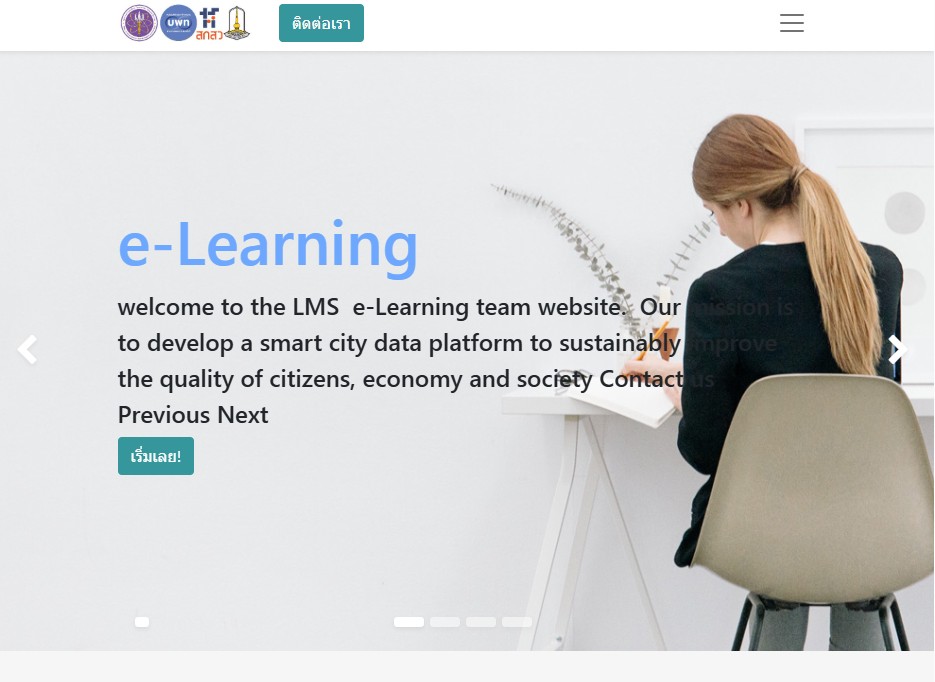 บพท
สกสว
ติดต่อเรา
e-Learning
welcome to the LMS e-Learning team website. Our mission is
to develop a smart city data platform to sustainably improve
the quality of citizens, economy and society Contact us
Previous Next
เริ่มเลย!